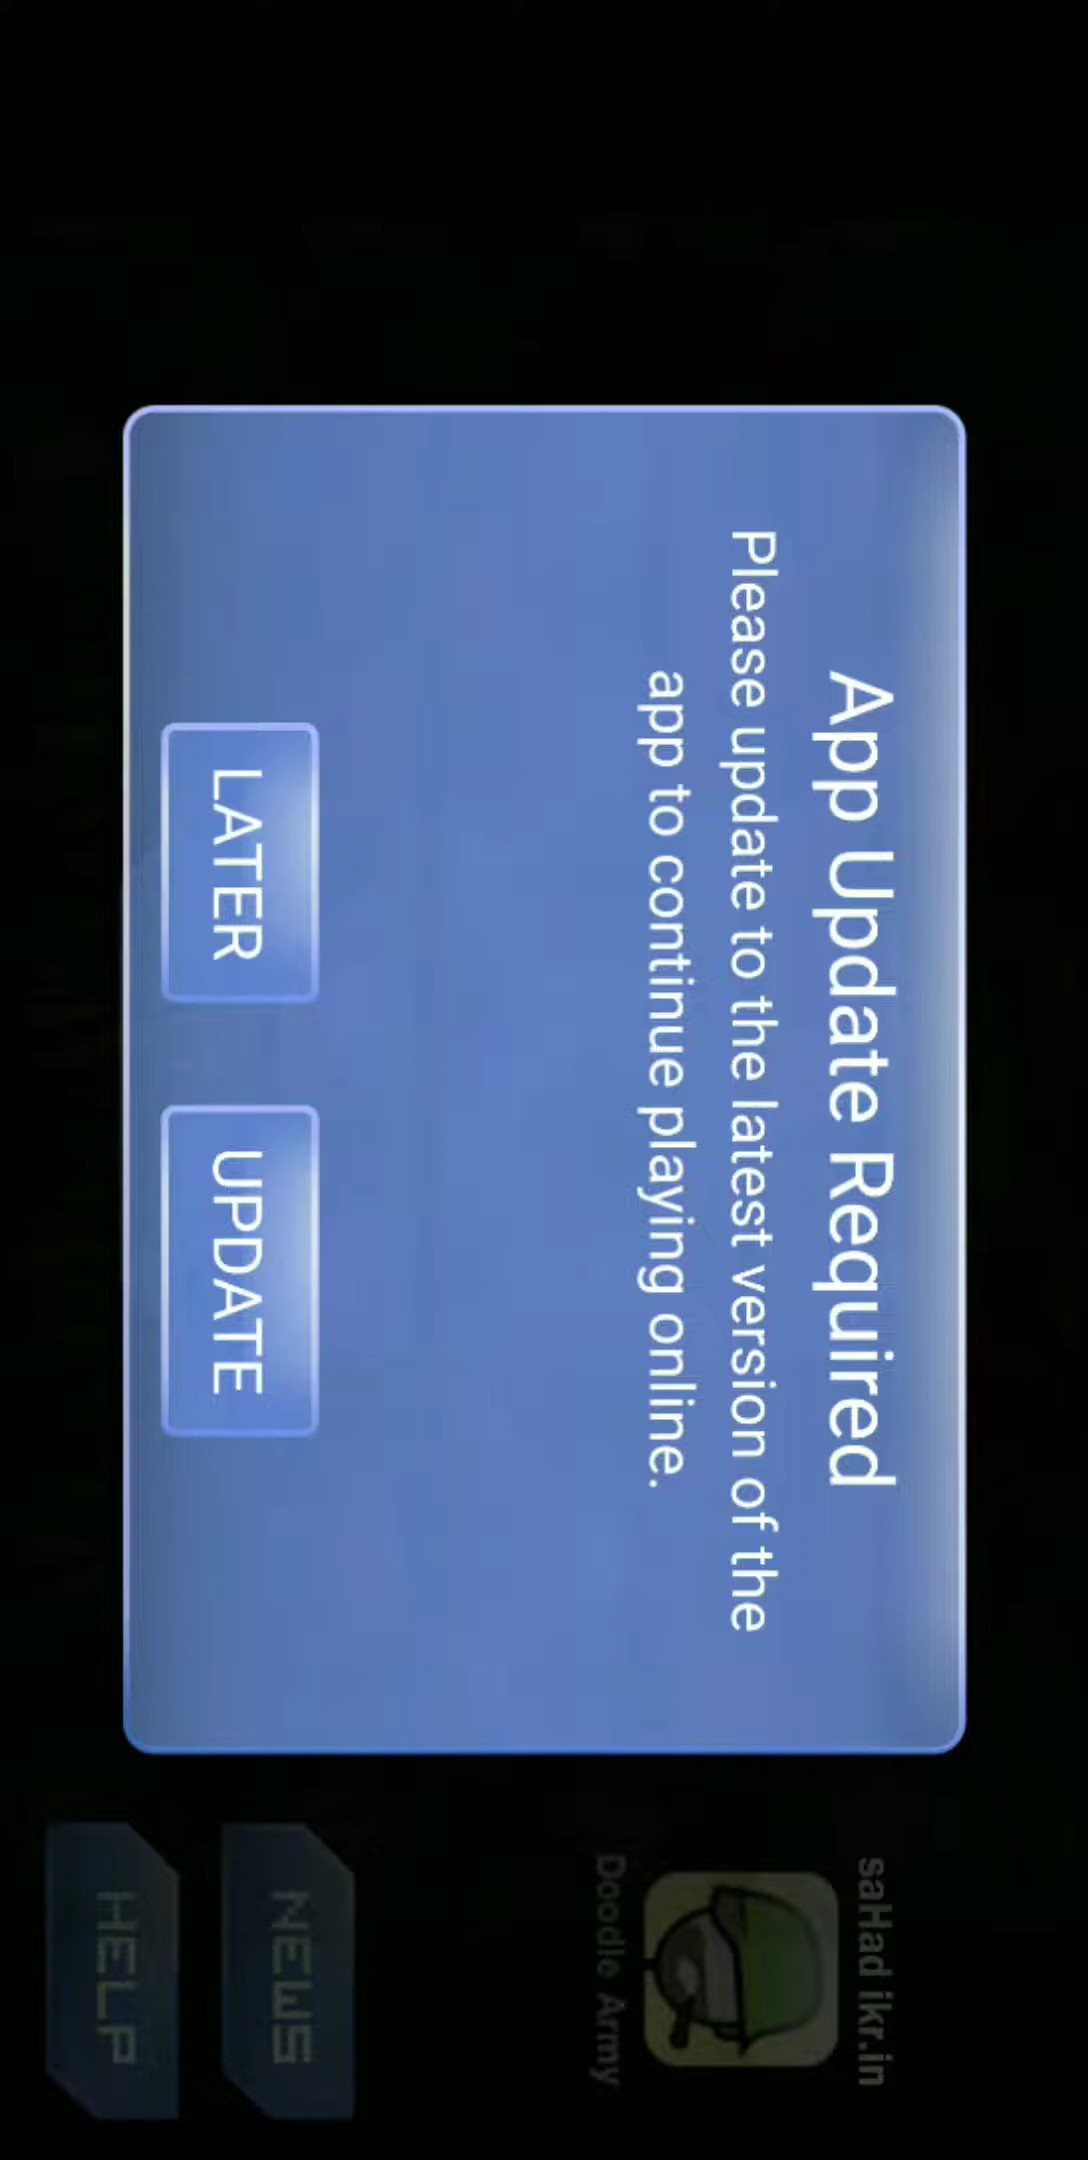 App Update Required
Please update to the latest version of the
app to continue playing online.
LATER
UPDATE
saHad ikr.in
Doodle Army
NEWS
HELP